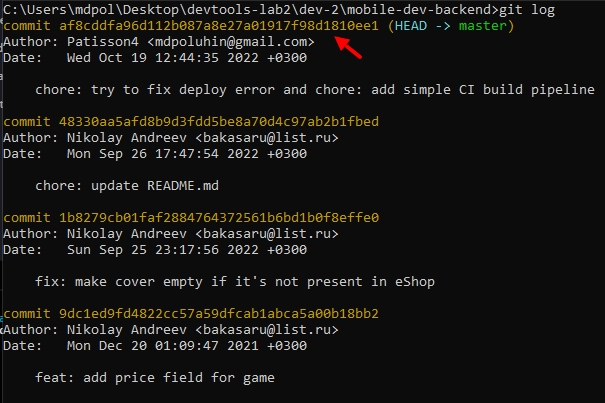 C:\Users\mdpol\Desktop\devtools-lab2\dev-2\mobile-dev-backend>git log
commit af8cddfa96d112b087a8e27a01917f98d1810ee1 (HEAD -> master)
Author: Patisson4 <mdpoluhin@gmail.com>
Date:   Wed Oct 19 12:44:35 2022 +0300
chore: try to fix deploy error and chore: add simple CI build pipeline
commit 48330aa5afd8b9d3fdd5be8a70d4c97ab2b1fbed
Author: Nikolay Andreev <bakasaru@list.ru>
Date:   Mon Sep 26 17:47:54 2022 +0300
chore: update README.md
commit 1b8279cb01faf2884764372561b6bd1b0f8effe0
Author: Nikolay Andreev <bakasaru@list.ru>
Date:   Sun Sep 25 23:17:56 2022 +0300
fix: make cover empty if it's not present in eShop
commit 9dc1ed9fd4822cc57a59dfcab1abca5a00b18bb2
Author: Nikolay Andreev <bakasaru@list.ru>
Date:   Mon Dec 20 01:09:47 2021 +0300
feat: add price field for game